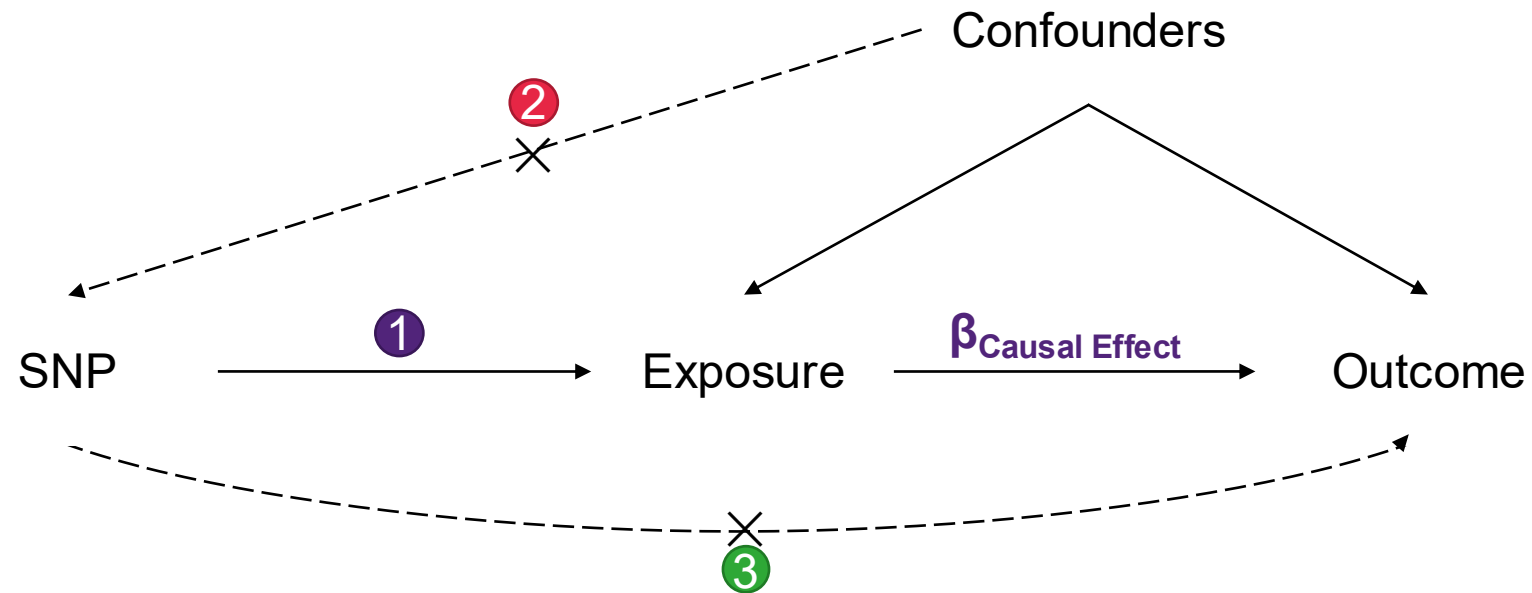 Confounders
2
1
βCausal Effect
SNP
Exposure
Outcome
3